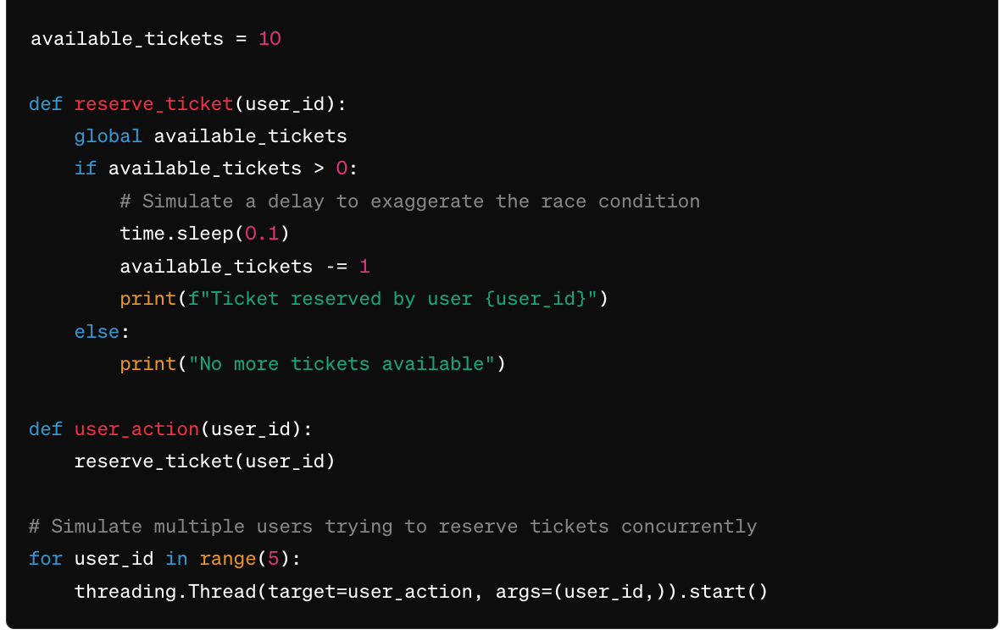 available_tickets = 10
def reserve_ticket(user_id):
    global available_tickets
    if available_tickets > 0:
        # Simulate a delay to exaggerate the race condition
        time.sleep(0.1)
        available_tickets -= 1
        print(f"Ticket reserved by user {user_id}")
    else:
        print("No more tickets available")
def user_action(user_id):
    reserve_ticket(user_id)
# Simulate multiple users trying to reserve tickets concurrently
for user_id in range(5):
    threading.Thread(target=user_action, args=(user_id,)).start()